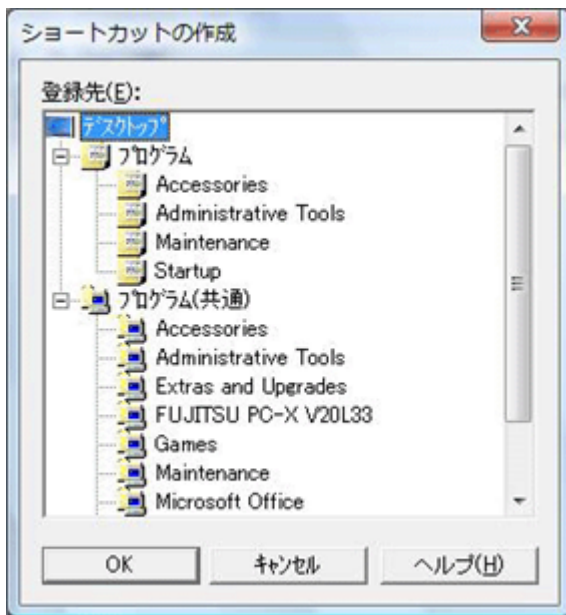 ショートカットの作成
登録先(E):
ﾃﾞｽｸﾄｯﾌﾟ
ﾌﾟﾛｸﾞﾗﾑ
Accessories
Administrative Tools
Maintenance
Startup
ﾌﾟﾛｸﾞﾗﾑ(共通)
Accessories
Administrative Tools
Extras and Upgrades
FUJITSU PC-X V20L33
Games
Maintenance
Microsoft Office
OK
ｷｬﾝｾﾙ
ヘルプ(H)